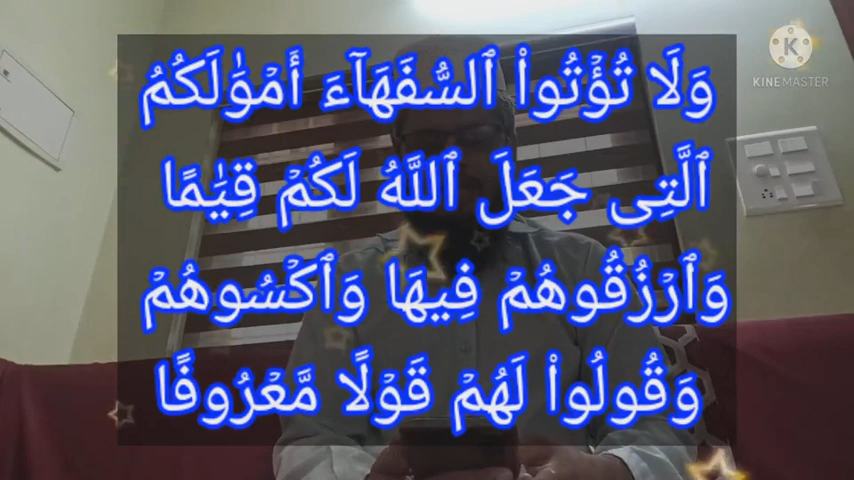 وَلَا تُؤْتُوا۟ ٱلسُّفَهَآءَ أَمْوَٰلَكُمُ
ٱلَّتِى جَعَلَ ٱللَّهُ لَكُمْ قِيَٰمًا
وَٱرْزُقُوهُمْ فِيهَا وَٱكْسُوهُمْ
وَقُولُوا۟ لَهُمْ قَوْلًا مَّعْرُوفًا
K
KINEMASTER